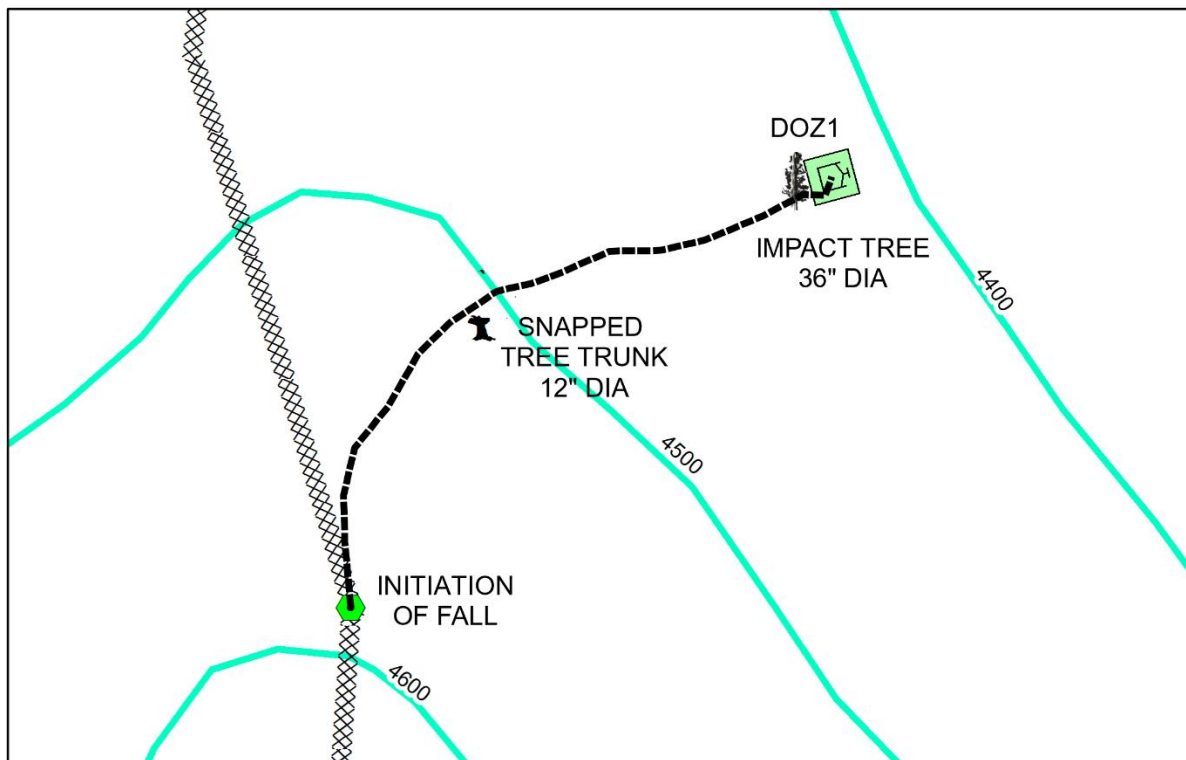 DOZ1
IMPACT TREE
36" DIA
4400
SNAPPED
TREE TRUNK
12" DIA
4500
INITIATION
OF FALL
4600